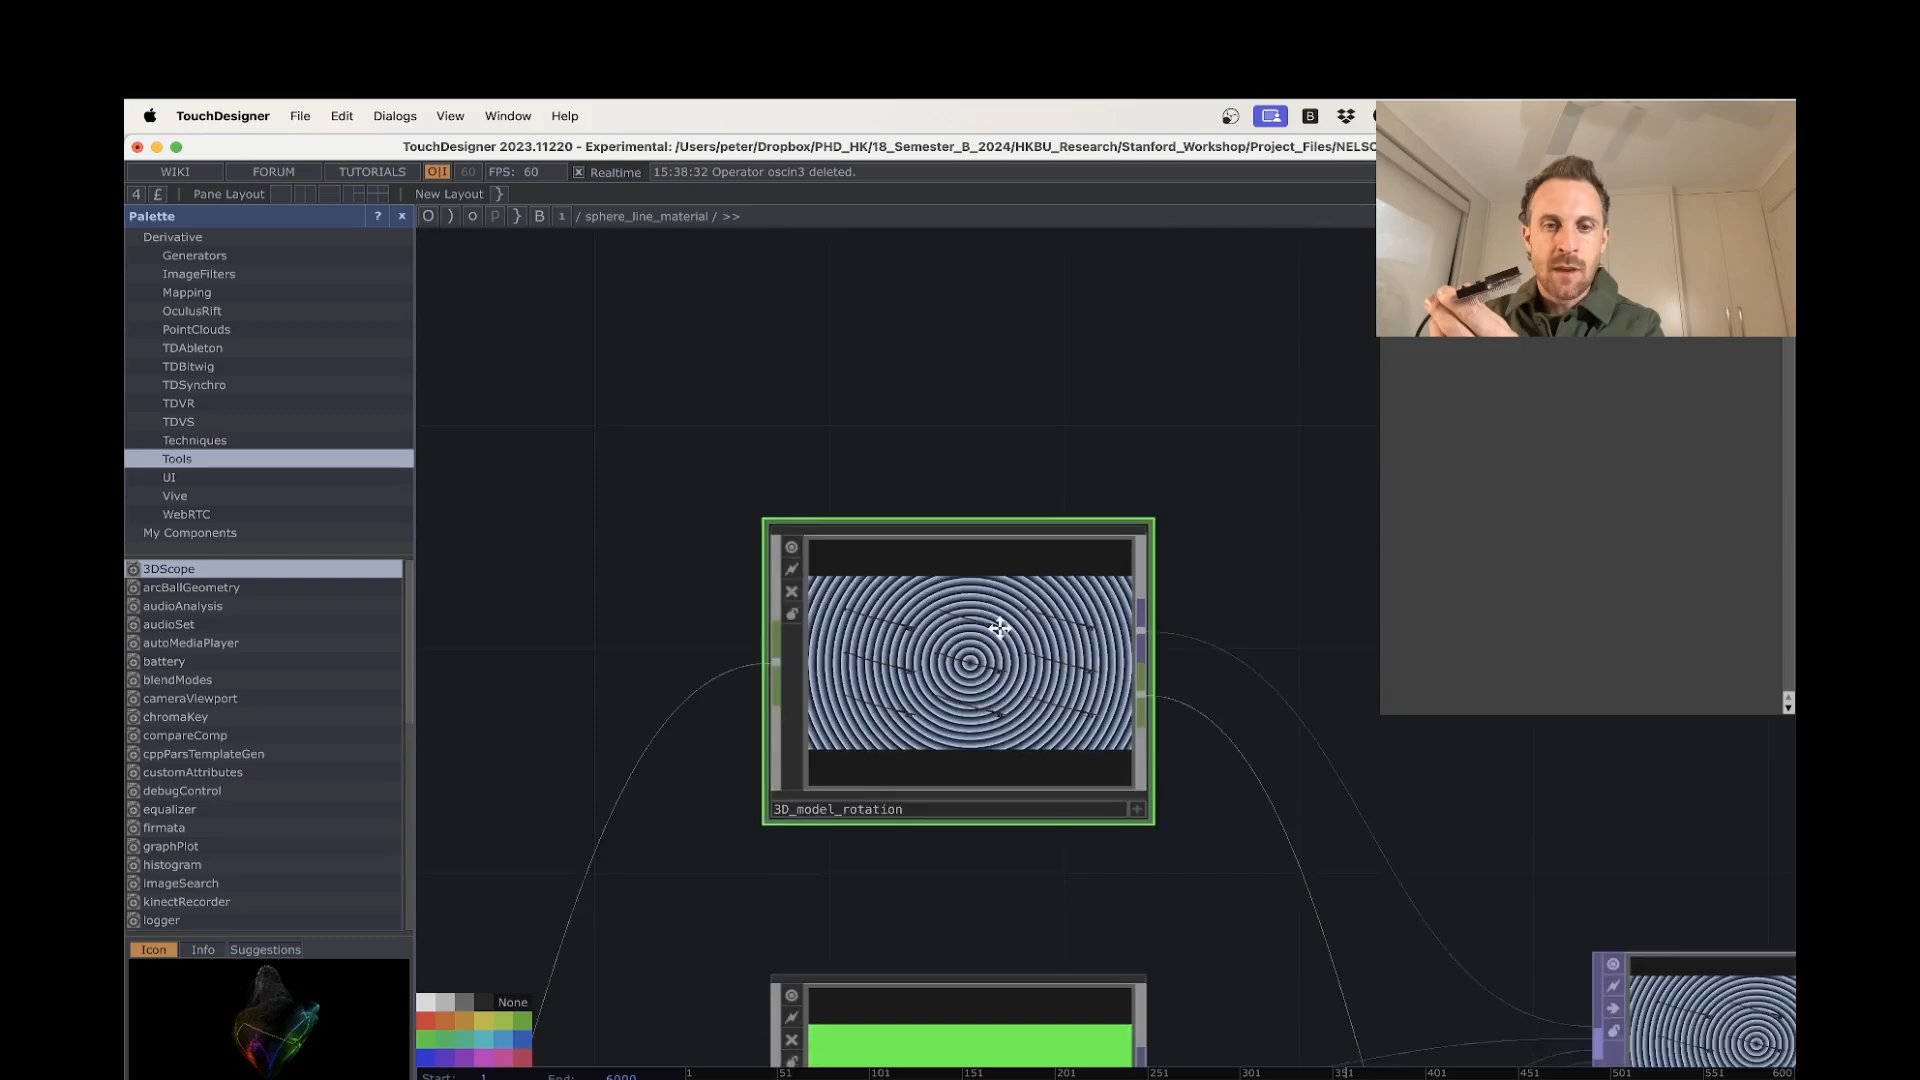 TouchDesigner File Edit Dialogs View Window Help B
TouchDesigner 2023.11220 - Experimental: /Users/peter/Dropbox/PHD_HK/18_Semester_B_2024/HKBU_Research/Stanford_Workshop/Project_Files/NELSC
WIKI FORUM TUTORIALS O|I 60 FPS: 60 Realtime 15:38:32 Operator oscin3 deleted.
4 £ Pane Layout New Layout }
Palette ? x O ) o p } B 1 / sphere_line_material / >>
Derivative
Generators
ImageFilters
Mapping
OculusRift
PointClouds
TDAbleton
TDBitwig
TDSynchro
TDVR
TDVS
Techniques
Tools
UI
Vive
WebRTC
My Components
3DScope
arcBallGeometry
audioAnalysis
audioSet
autoMediaPlayer
battery
blendModes
cameraViewport
chromaKey
compareComp
cppParsTemplateGen
customAttributes
debugControl
equalizer
firmata
graphPlot
histogram
imageSearch
kinectRecorder
logger
3D_model_rotation
Icon Info Suggestions
None
Start: 1 End: 6000
1 51 101 151 201 251 301 351 401 451 501 551 600